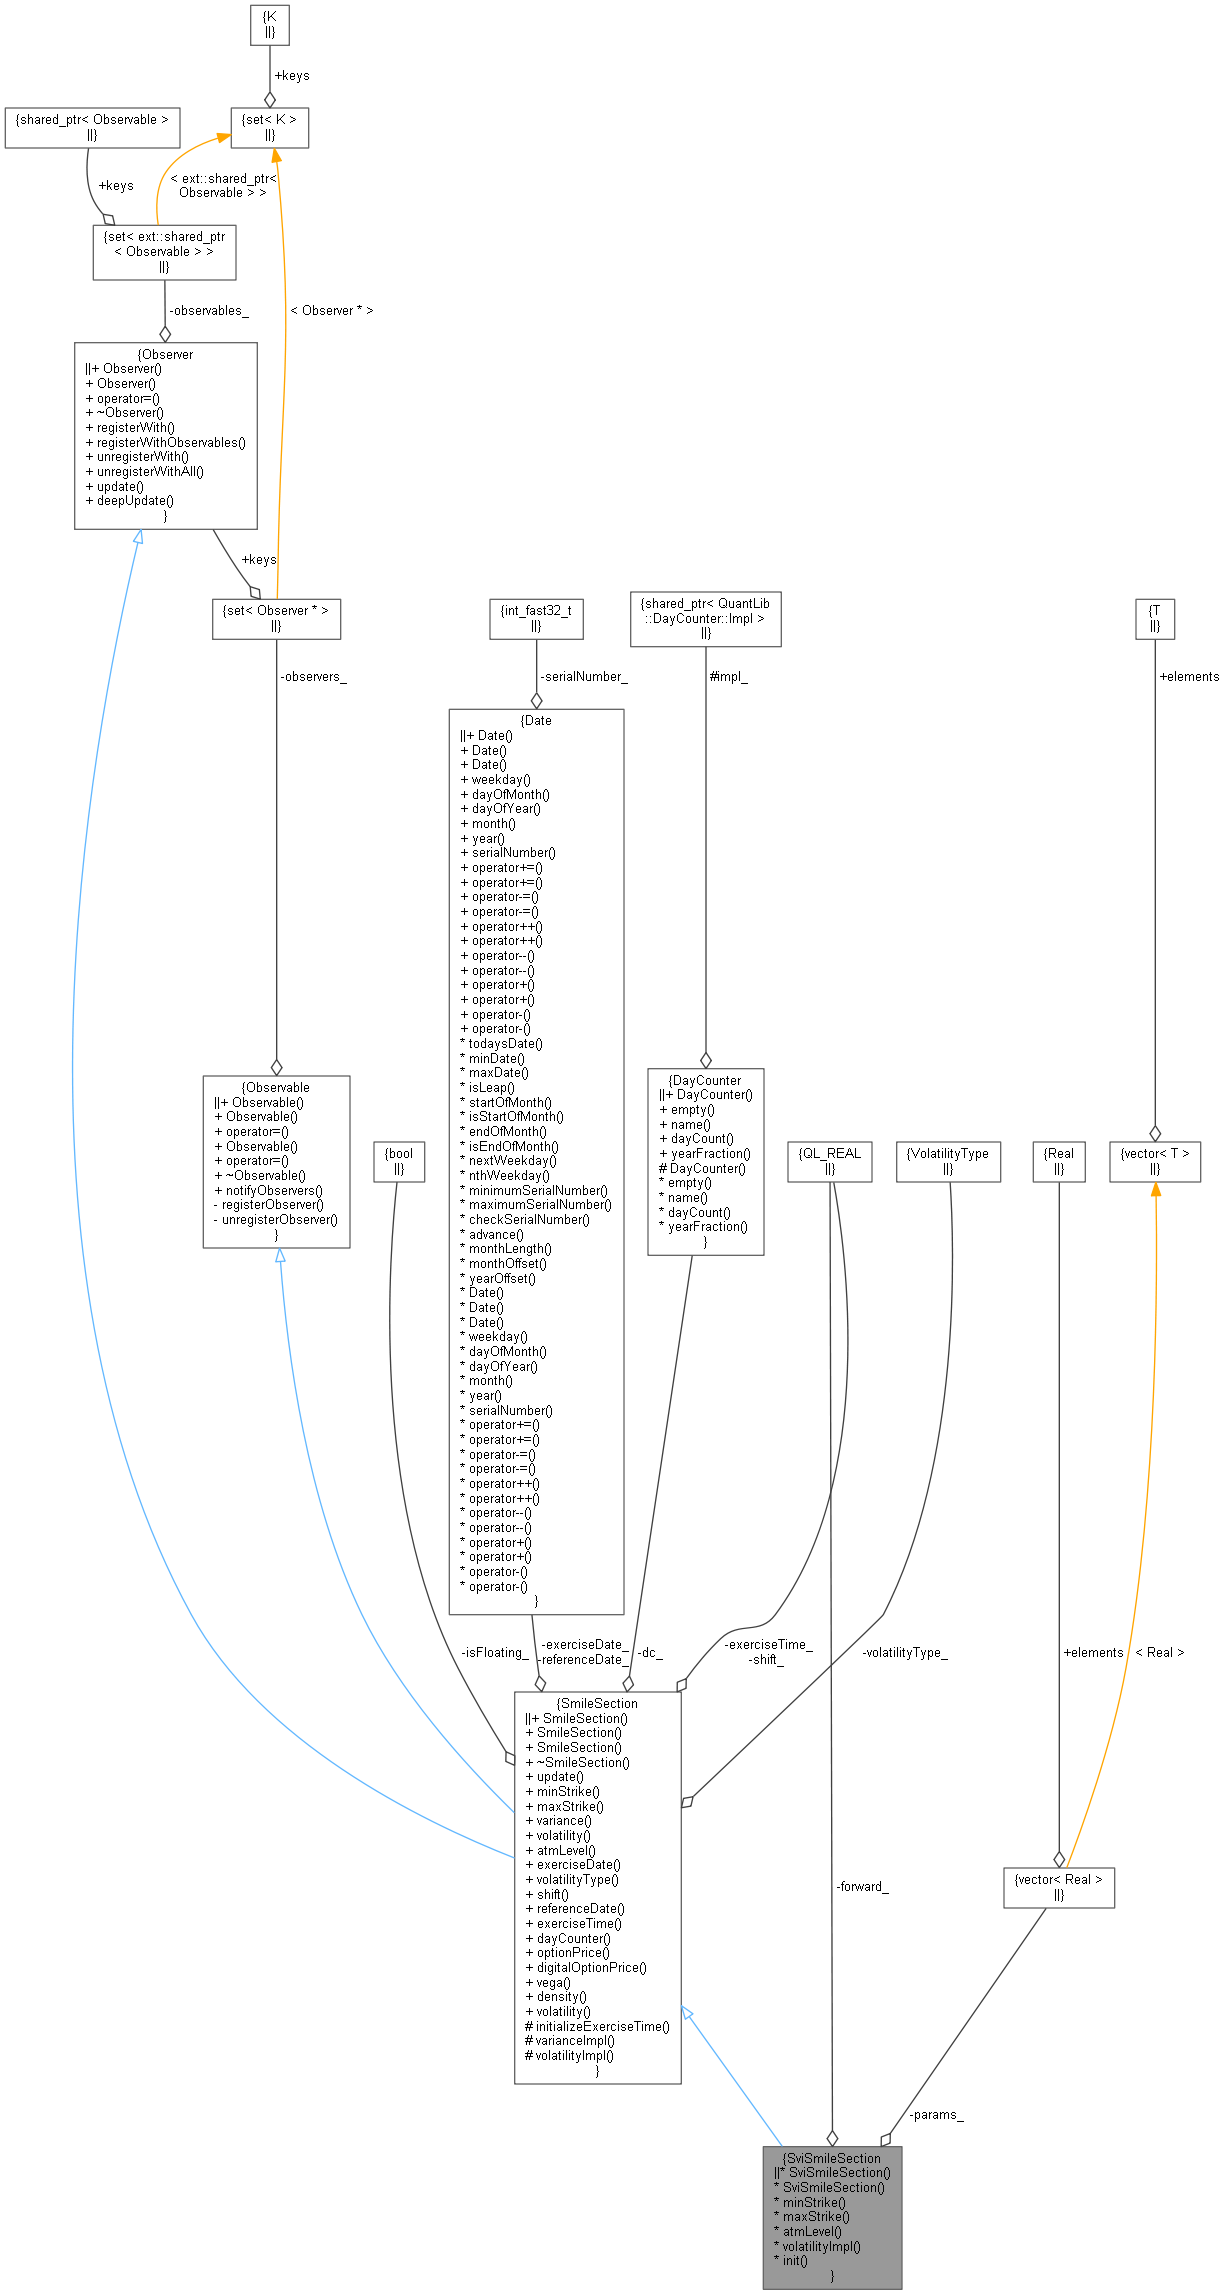 {K
||}
+keys
{shared_ptr< Observable >
||}
{set< K >
||}
+keys
< ext::shared_ptr<
Observable > >
{set< ext::shared_ptr
< Observable > >
||}
-observables_
< Observer * >
{Observer
||+ Observer()
+ Observer()
+ operator=()
+ ~Observer()
+ registerWith()
+ registerWithObservables()
+ unregisterWith()
+ unregisterWithAll()
+ update()
+ deepUpdate()
}
+keys
{set< Observer * >
||}
-observers_
{int_fast32_t
||}
-serialNumber_
{shared_ptr< QuantLib
::DayCounter::Impl >
||}
#impl_
{T
||}
+elements
{Date
||+ Date()
+ Date()
+ Date()
+ weekday()
+ dayOfMonth()
+ dayOfYear()
+ month()
+ year()
+ serialNumber()
+ operator+=()
+ operator+=()
+ operator-=()
+ operator-=()
+ operator++()
+ operator++()
+ operator--()
+ operator--()
+ operator+()
+ operator+()
+ operator-()
+ operator-()
* todaysDate()
* minDate()
* maxDate()
* isLeap()
* startOfMonth()
* isStartOfMonth()
* endOfMonth()
* isEndOfMonth()
* nextWeekday()
* nthWeekday()
* minimumSerialNumber()
* maximumSerialNumber()
* checkSerialNumber()
* advance()
* monthLength()
* monthOffset()
* yearOffset()
* Date()
* Date()
* Date()
* weekday()
* dayOfMonth()
* dayOfYear()
* month()
* year()
* serialNumber()
* operator+=()
* operator+=()
* operator-=()
* operator-=()
* operator++()
* operator++()
* operator--()
* operator--()
* operator+()
* operator+()
* operator-()
* operator-()
}
{Observable
||+ Observable()
+ Observable()
+ operator=()
+ Observable()
+ operator=()
+ ~Observable()
+ notifyObservers()
- registerObserver()
- unregisterObserver()
}
{bool
||}
{DayCounter
||+ DayCounter()
+ empty()
+ name()
+ dayCount()
+ yearFraction()
# DayCounter()
* empty()
* name()
* dayCount()
* yearFraction()
}
{QL_REAL
||}
{VolatilityType
||}
{Real
||}
{vector< T >
||}
-isFloating_
-exerciseDate_
-referenceDate_
-dc_
-exerciseTime_
-shift_
-volatilityType_
+elements
< Real >
{SmileSection
||+ SmileSection()
+ SmileSection()
+ SmileSection()
+ ~SmileSection()
+ update()
+ minStrike()
+ maxStrike()
+ variance()
+ volatility()
+ atmLevel()
+ exerciseDate()
+ volatilityType()
+ shift()
+ referenceDate()
+ exerciseTime()
+ dayCounter()
+ optionPrice()
+ digitalOptionPrice()
+ vega()
+ density()
+ volatility()
# initializeExerciseTime()
# varianceImpl()
# volatilityImpl()
}
-forward_
{vector< Real >
||}
-params_
{SviSmileSection
||* SviSmileSection()
* SviSmileSection()
* minStrike()
* maxStrike()
* atmLevel()
* volatilityImpl()
* init()
}